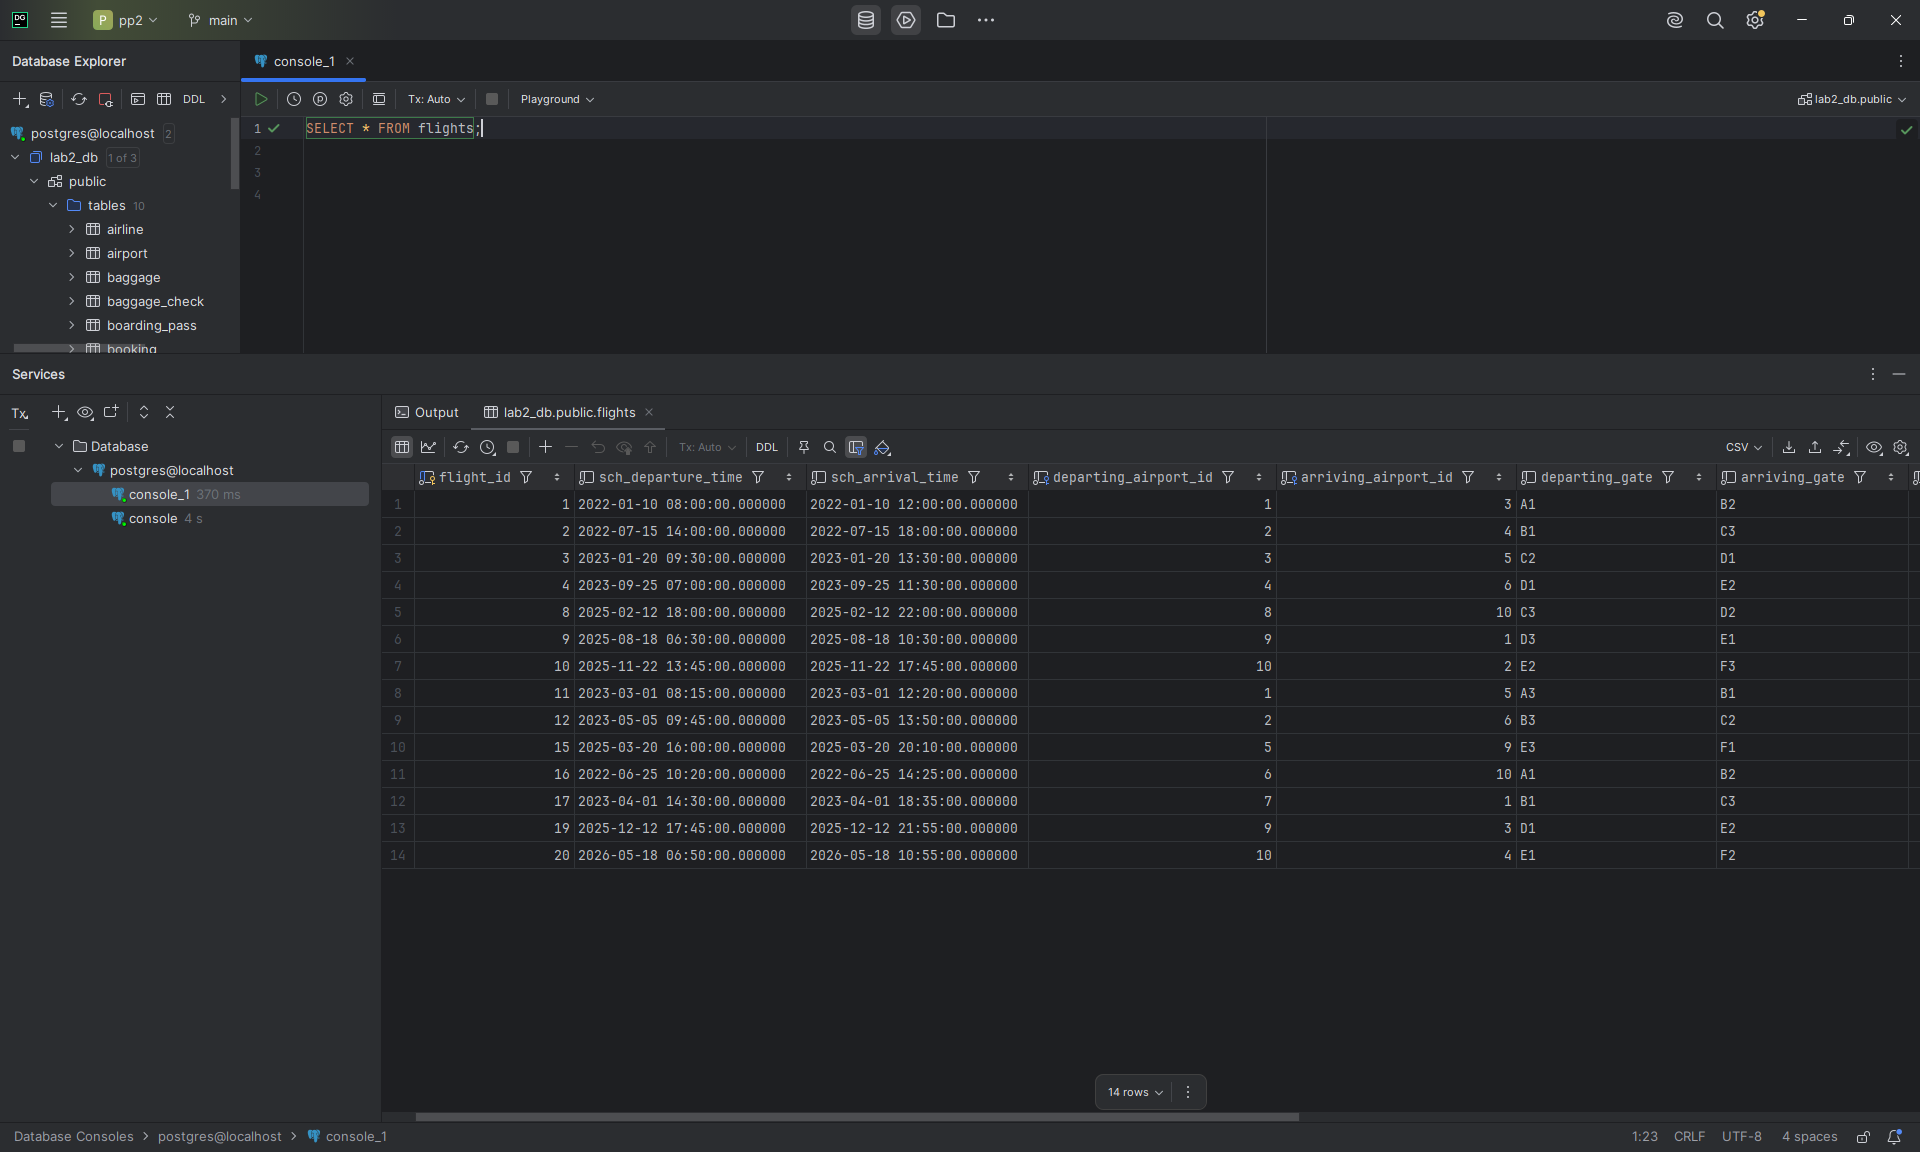 DG P pp2 main
Database Explorer
console_1
DDL
Tx: Auto
Playground
lab2_db.public
postgres@localhost 2
1 SELECT * FROM flights;
2
3
4
lab2_db 1 of 3
public
tables 10
airline
airport
baggage
baggage_check
boarding_pass
booking
Services
Tx
Output
lab2_db.public.flights
Database
postgres@localhost
console_1 370 ms
console 4 s
Tx: Auto
DDL
CSV
flight_id sch_departure_time sch_arrival_time departing_airport_id arriving_airport_id departing_gate arriving_gate
1 1 2022-01-10 08:00:00.000000 2022-01-10 12:00:00.000000 1 3 A1 B2
2 2 2022-07-15 14:00:00.000000 2022-07-15 18:00:00.000000 2 4 B1 C3
3 3 2023-01-20 09:30:00.000000 2023-01-20 13:30:00.000000 3 5 C2 D1
4 4 2023-09-25 07:00:00.000000 2023-09-25 11:30:00.000000 4 6 D1 E2
5 8 2025-02-12 18:00:00.000000 2025-02-12 22:00:00.000000 8 10 C3 D2
6 9 2025-08-18 06:30:00.000000 2025-08-18 10:30:00.000000 9 1 D3 E1
7 10 2025-11-22 13:45:00.000000 2025-11-22 17:45:00.000000 10 2 E2 F3
8 11 2023-03-01 08:15:00.000000 2023-03-01 12:20:00.000000 1 5 A3 B1
9 12 2023-05-05 09:45:00.000000 2023-05-05 13:50:00.000000 2 6 B3 C2
10 15 2025-03-20 16:00:00.000000 2025-03-20 20:10:00.000000 5 9 E3 F1
11 16 2022-06-25 10:20:00.000000 2022-06-25 14:25:00.000000 6 10 A1 B2
12 17 2023-04-01 14:30:00.000000 2023-04-01 18:35:00.000000 7 1 B1 C3
13 19 2025-12-12 17:45:00.000000 2025-12-12 21:55:00.000000 9 3 D1 E2
14 20 2026-05-18 06:50:00.000000 2026-05-18 10:55:00.000000 10 4 E1 F2
14 rows
Database Consoles > postgres@localhost > console_1
1:23 CRLF UTF-8 4 spaces